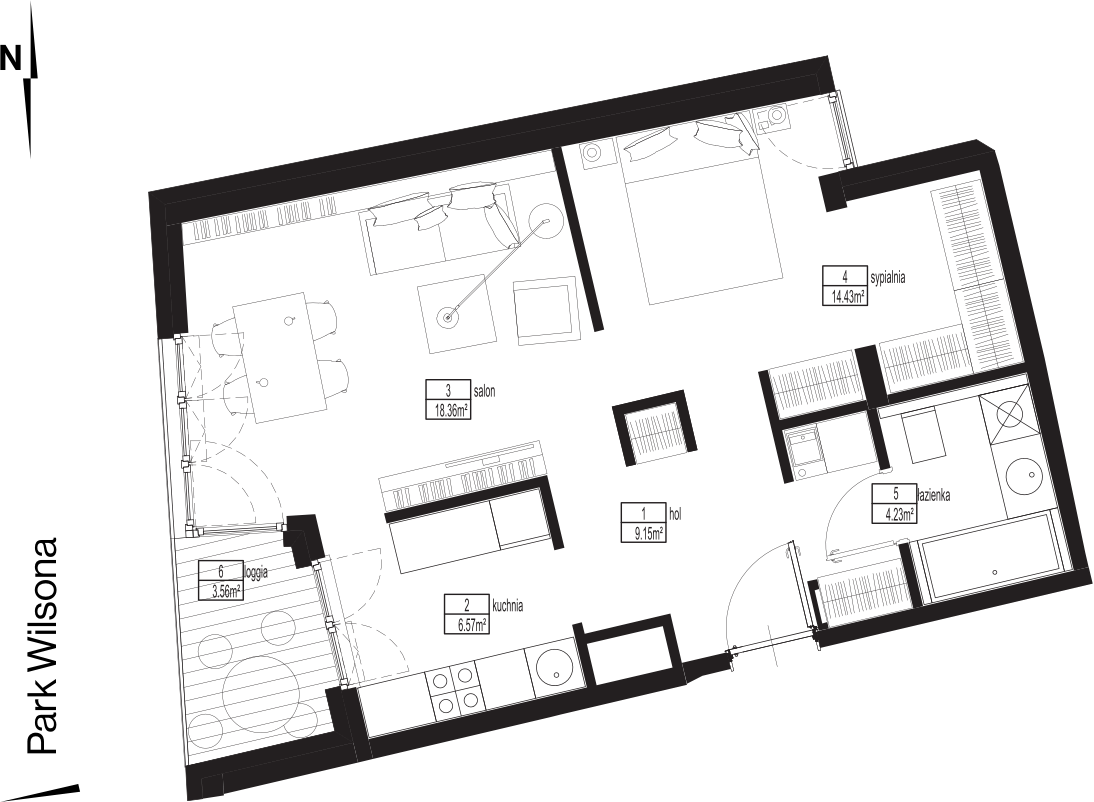 N
4 sypialnia
14.43m²
3 salon
18.36m²
5 łazienka
4.23m²
1 hol
9.15m²
6 loggia
3.56m²
2 kuchnia
6.57m²
Park Wilsona